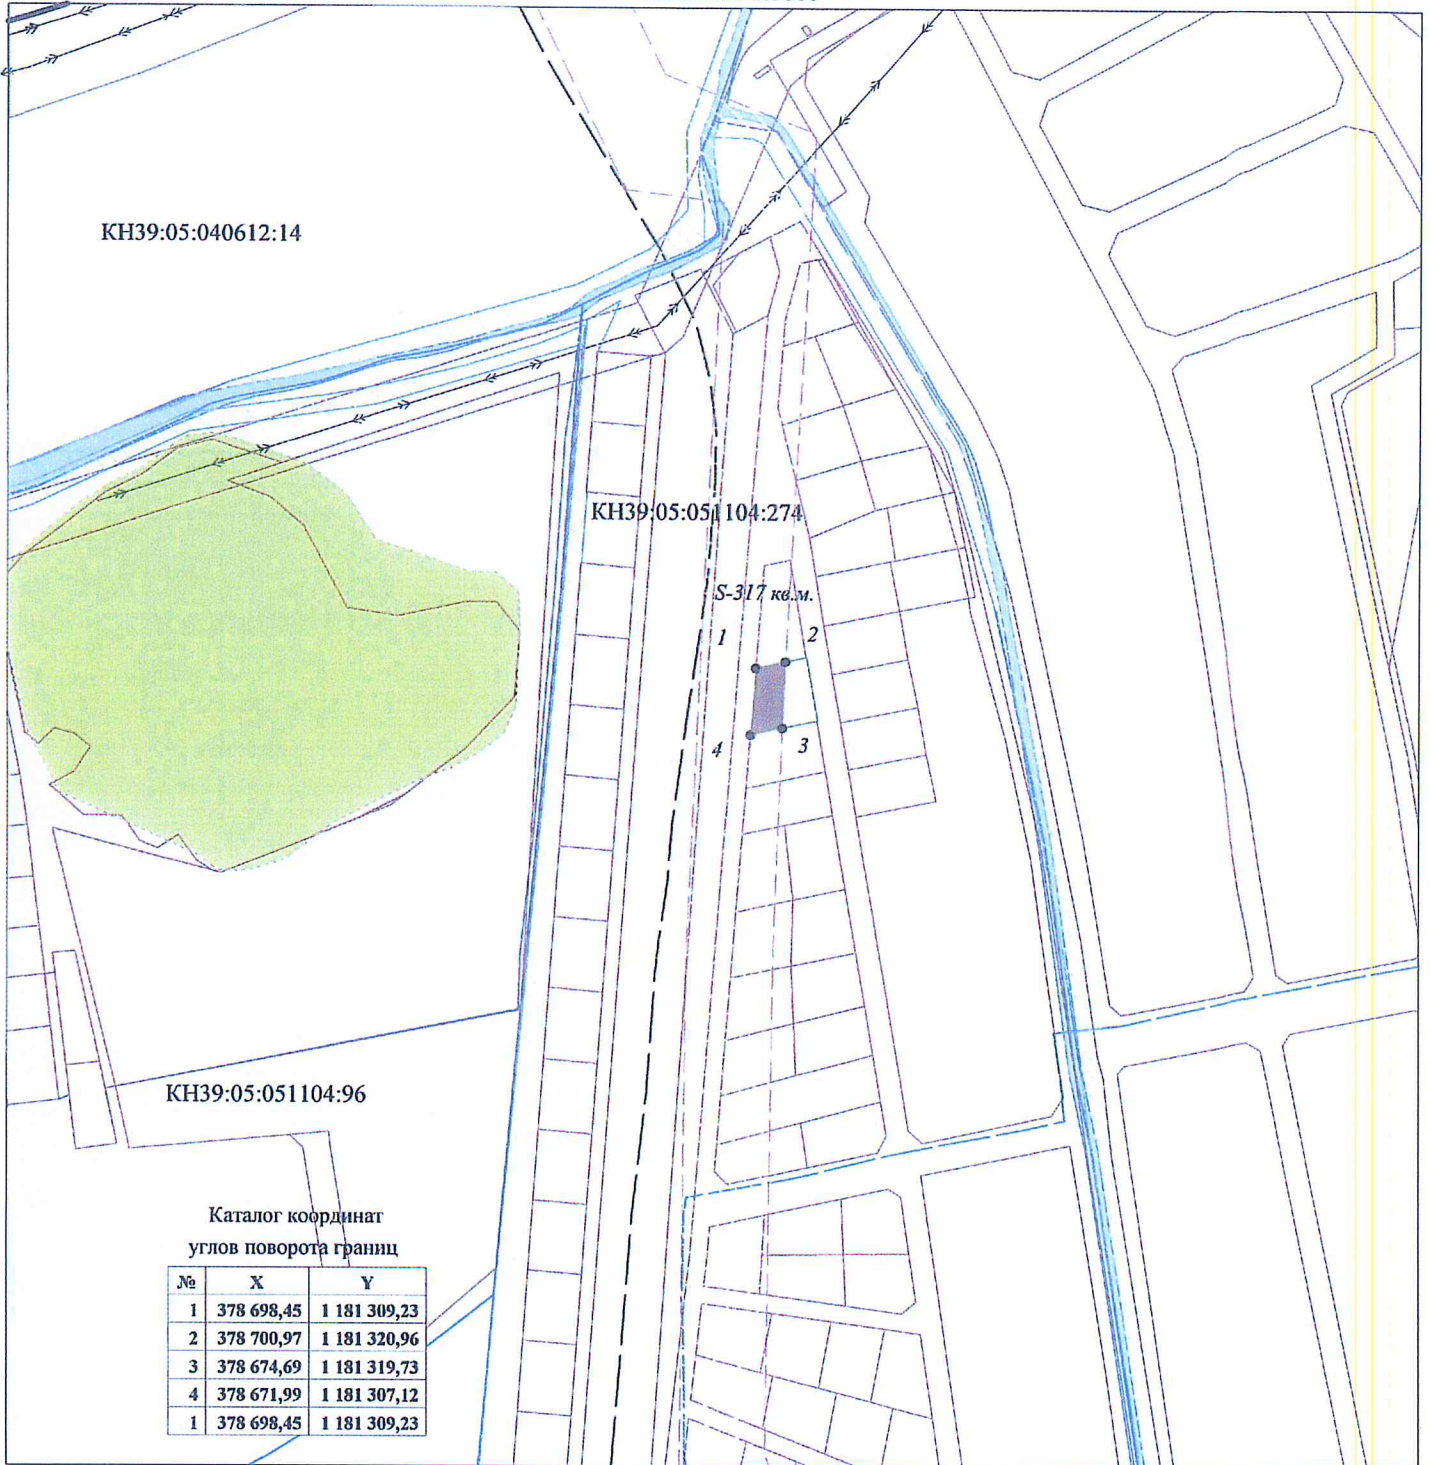 КН39:05:040612:14
КН39:05:051104:274
S-317 кв.м.
1
2
4
3
КН39:05:051104:96
Каталог координат
углов поворота границ
№ X Y
1 378 698,45 1 181 309,23
2 378 700,97 1 181 320,96
3 378 674,69 1 181 319,73
4 378 671,99 1 181 307,12
1 378 698,45 1 181 309,23